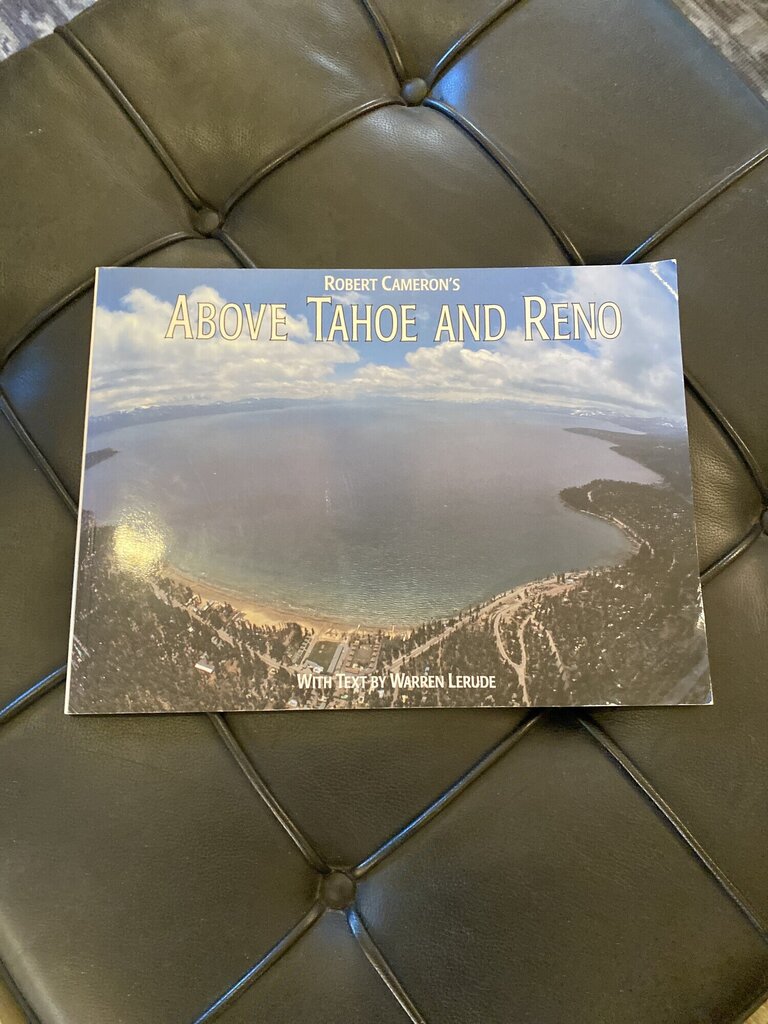 Robert Cameron's
Above Tahoe and Reno
With Text by Warren Lerude